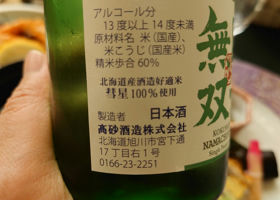 アルコール分
13度以上14度未満
原材料名 米(国産)、
米こうじ(国産米)
精米歩合60%
北海道産酒造好適米
彗星100%使用
日本酒
製造者
高砂酒造株式会社
北海道旭川市宮下通
17丁目右1号
0166-23-2251
無双